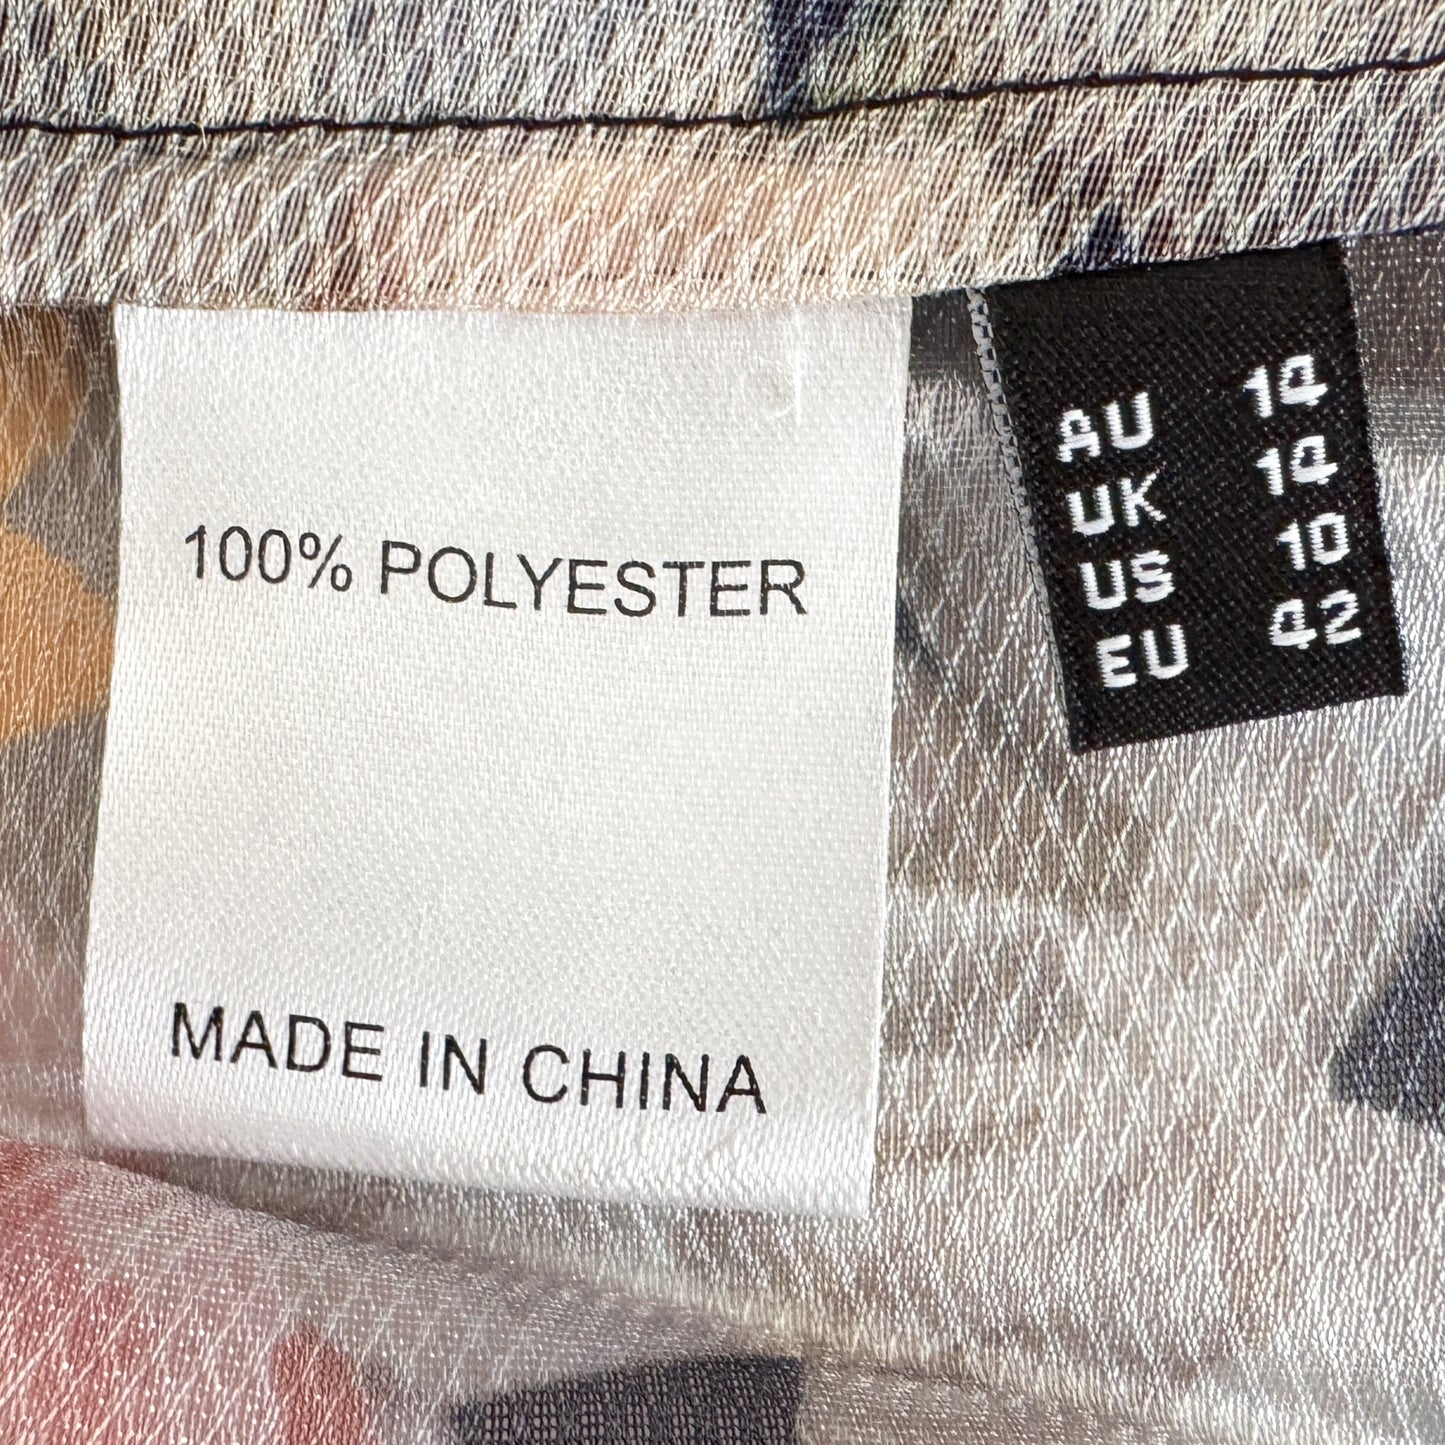 100% POLYESTER
MADE IN CHINA
AU 14
UK 14
US 10
EU 42